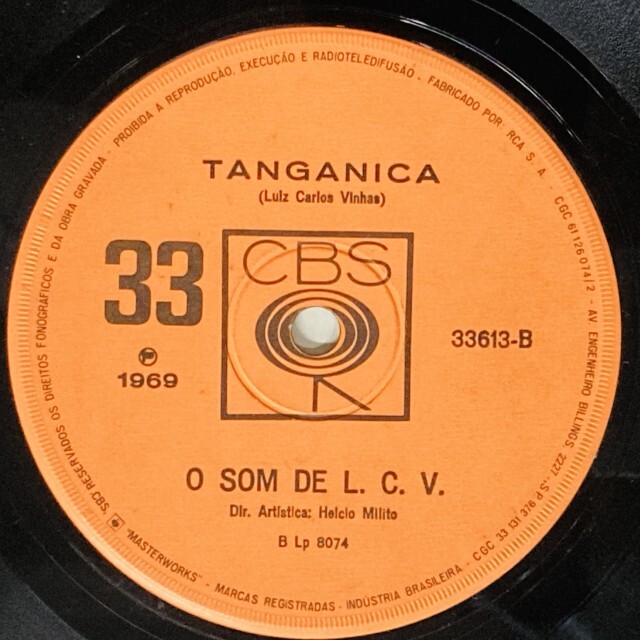 PROIBIDA A REPRODUÇÃO, EXECUÇÃO E RADIOTELEDIFUSÃO - FABRICADO POR RCA S. A. - CGC 61126074/2 - AV. ENGENHEIRO BILLINGS, 2227
TANGANICA
(Luiz Carlos Vinhas)
33
CBS
℗
1969
33613-B
O SOM DE L. C. V.
Dir. Artística: Helcio Milito
B Lp 8074
CBS RESERVADOS OS DIREITOS FONOGRÁFICOS E DA OBRA GRAVADA -
"MASTERWORKS" - MARCAS REGISTRADAS - INDÚSTRIA BRASILEIRA - CGC 33 131 376